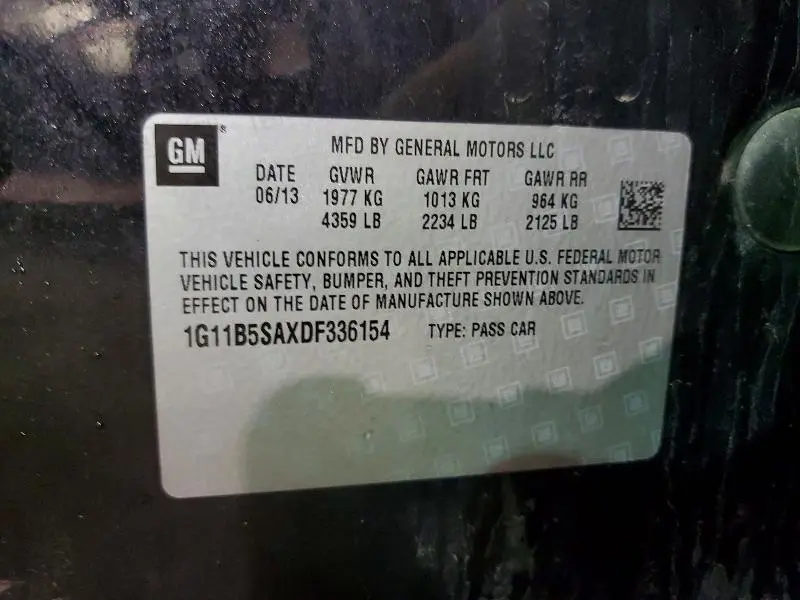 GM®
MFD BY GENERAL MOTORS LLC
DATE GVWR GAWR FRT GAWR RR
06/13 1977 KG 1013 KG 964 KG
4359 LB 2234 LB 2125 LB
THIS VEHICLE CONFORMS TO ALL APPLICABLE U.S. FEDERAL MOTOR
VEHICLE SAFETY, BUMPER, AND THEFT PREVENTION STANDARDS IN
EFFECT ON THE DATE OF MANUFACTURE SHOWN ABOVE.
1G11B5SAXDF336154 TYPE: PASS CAR